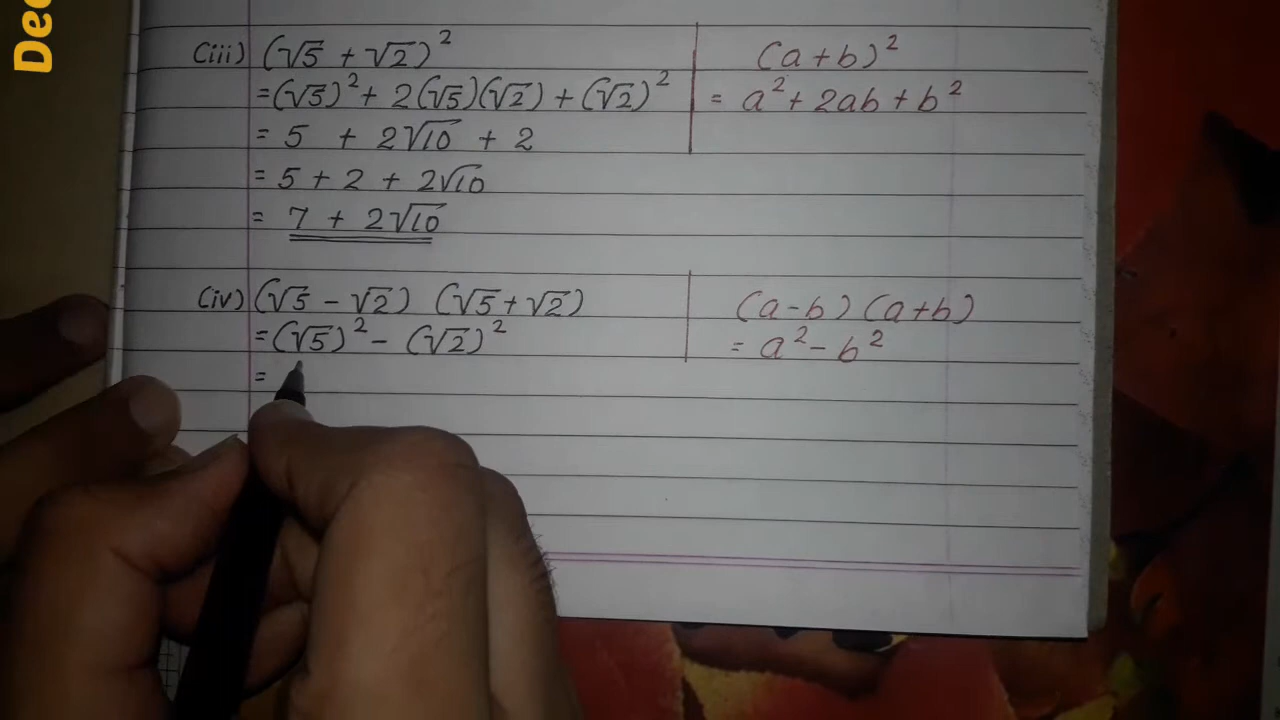 Dec
(iii) (√5 + √2)² (a+b)²
=(√5)²+ 2(√5)(√2) + (√2)² = a²+2ab+b²
= 5 + 2√10 + 2
= 5 + 2 + 2√10
= 7 + 2√10
(iv) (√5 - √2) (√5+√2) (a-b) (a+b)
=(√5)² - (√2)² = a²-b²
=